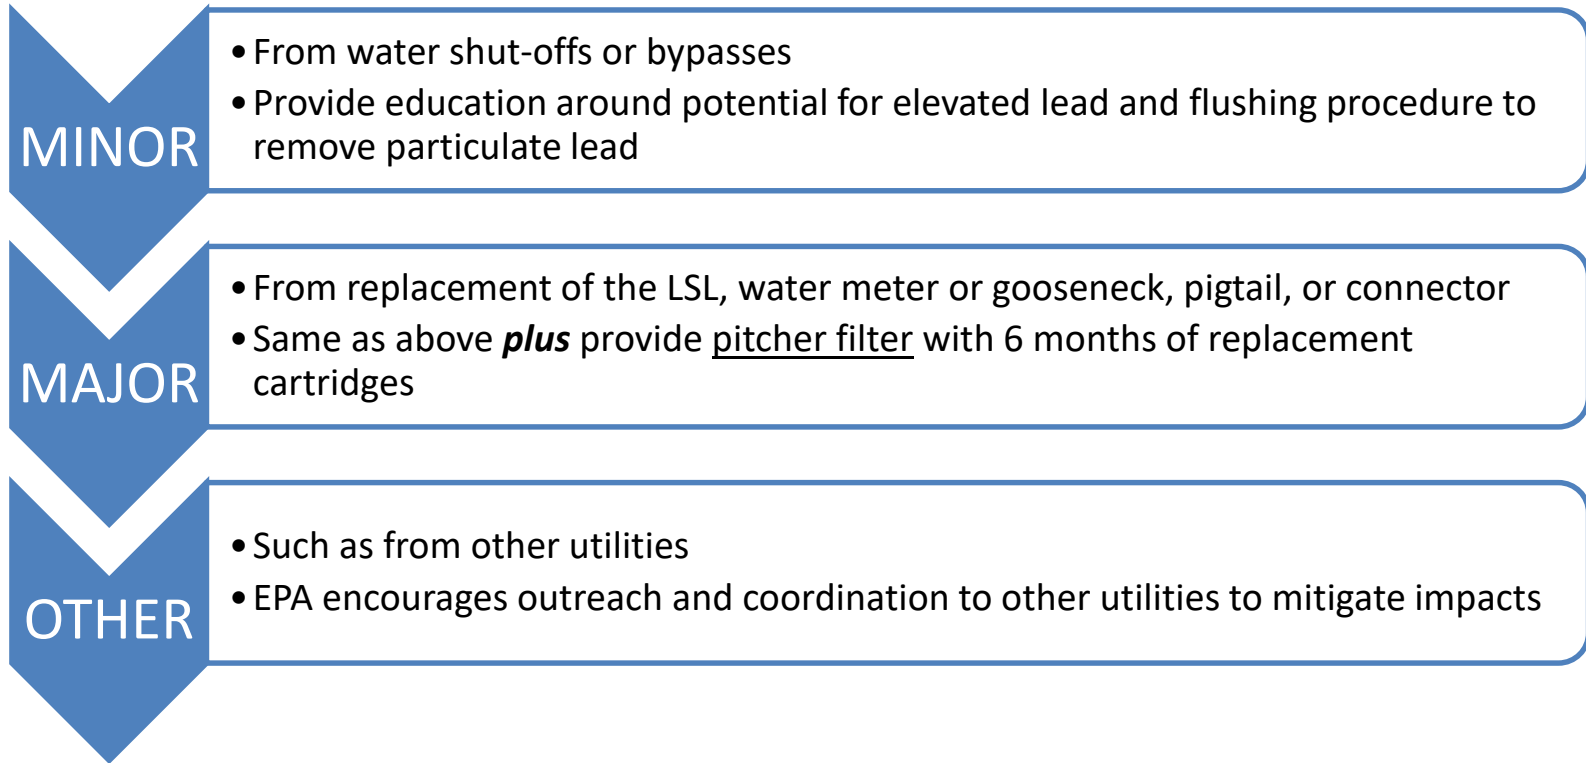 MINOR
• From water shut-offs or bypasses
• Provide education around potential for elevated lead and flushing procedure to
remove particulate lead
MAJOR
• From replacement of the LSL, water meter or gooseneck, pigtail, or connector
• Same as above plus provide pitcher filter with 6 months of replacement
cartridges
OTHER
• Such as from other utilities
• EPA encourages outreach and coordination to other utilities to mitigate impacts